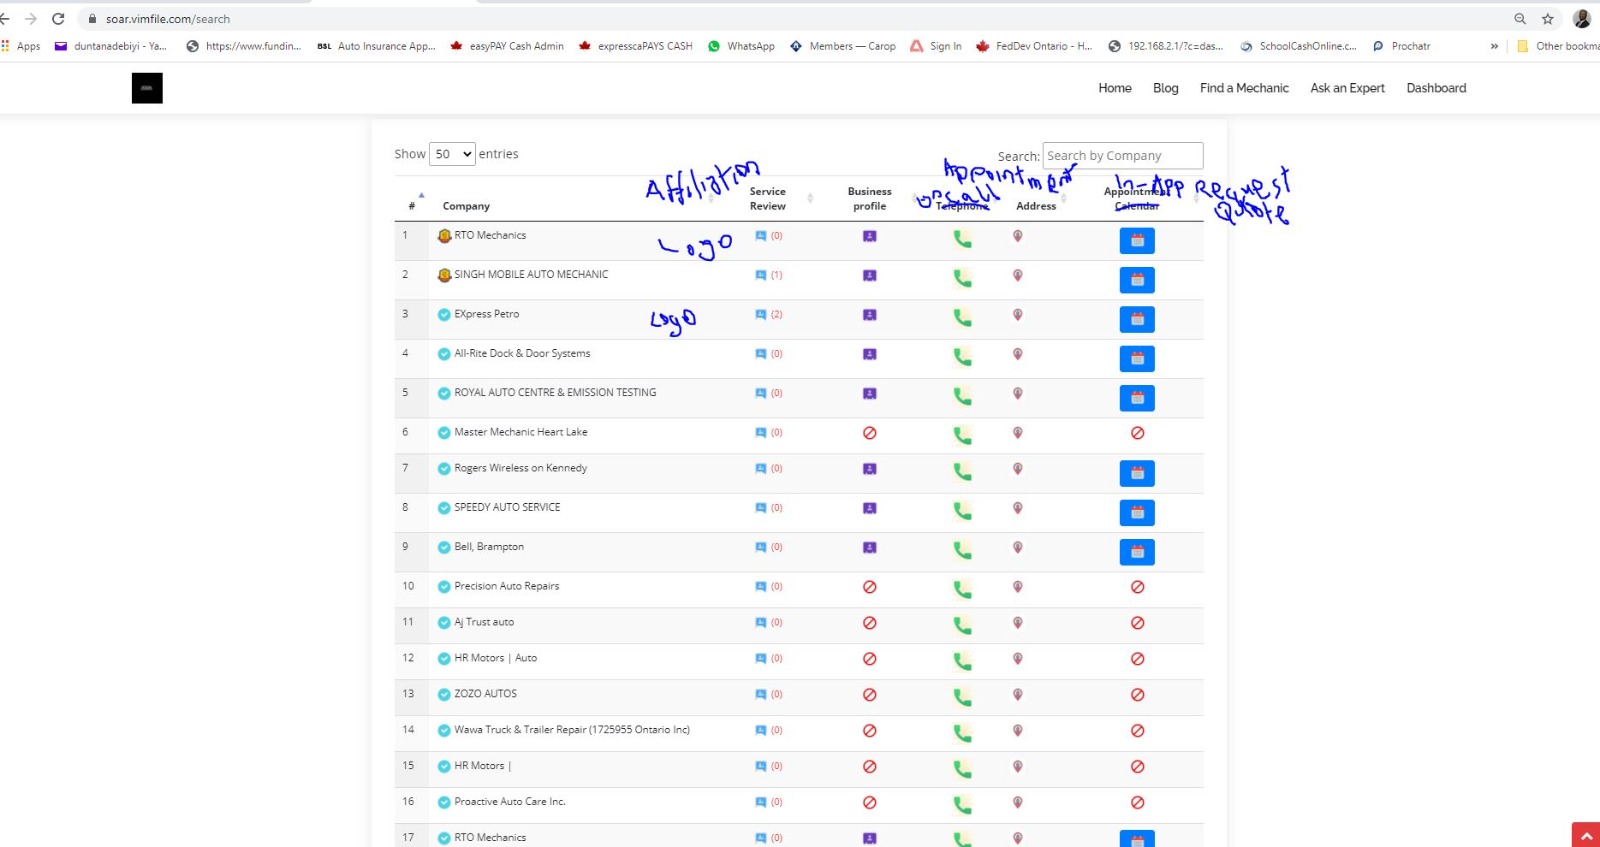 soar.vimfile.com/search
Apps duntanadebiyi - Ya... https://www.fundin... BSL Auto Insurance App... easyPAY Cash Admin expresscaPAYS CASH WhatsApp Members — Carop Sign In FedDev Ontario - H... 192.168.2.1/?c=das... SchoolCashOnline.c... Prochatr » Other bookma
Home Blog Find a Mechanic Ask an Expert Dashboard
Show 50 entries
Search: Search by Company
Affiliation
Appointment
or call
In-App Request
Quote
# Company Service Review Business profile Telephone Address Appointment Calendar
1 RTO Mechanics Logo (0)
2 SINGH MOBILE AUTO MECHANIC (1)
3 EXpress Petro Logo (2)
4 All-Rite Dock & Door Systems (0)
5 ROYAL AUTO CENTRE & EMISSION TESTING (0)
6 Master Mechanic Heart Lake (0)
7 Rogers Wireless on Kennedy (0)
8 SPEEDY AUTO SERVICE (0)
9 Bell, Brampton (0)
10 Precision Auto Repairs (0)
11 Aj Trust auto (0)
12 HR Motors | Auto (0)
13 ZOZO AUTOS (0)
14 Wawa Truck & Trailer Repair (1725955 Ontario Inc) (0)
15 HR Motors | (0)
16 Proactive Auto Care Inc. (0)
17 RTO Mechanics (0)